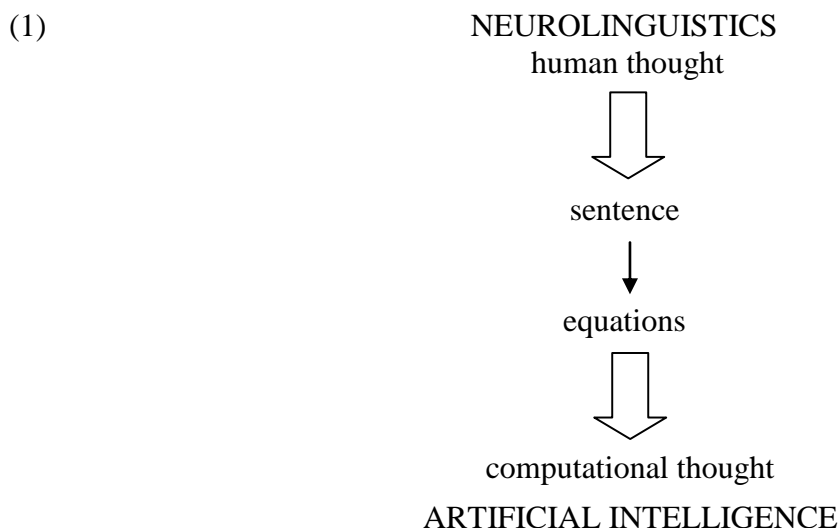 (1) NEUROLINGUISTICS
human thought
sentence
equations
computational thought
ARTIFICIAL INTELLIGENCE